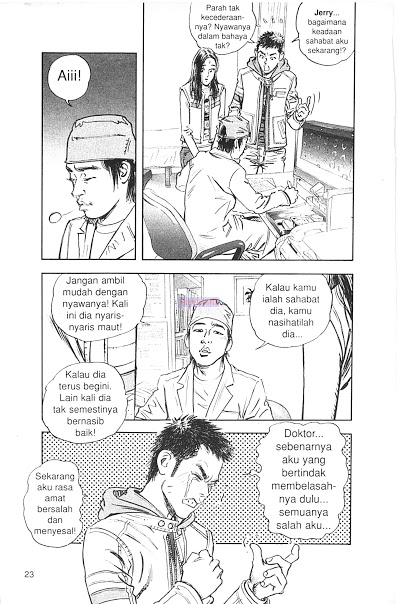 Jerry...
bagaimana
keadaan
sahabat aku
sekarang!?
Parah tak
kecederaan-
nya? Nyawanya
dalam bahaya
tak?
Aiii!
Kalau kamu
ialah sahabat
dia, kamu
nasihatilah
dia...
Jangan ambil
mudah dengan
nyawanya! Kali
ini dia nyaris-
nyaris maut!
Kalau dia
terus begini.
Lain kali dia
tak semestinya
bernasib
baik!
Doktor...
sebenarnya
aku yang
bertindak
membelasah-
nya dulu...
semuanya
salah aku...
Sekarang
aku rasa
amat
bersalah
dan
menyesal!
23